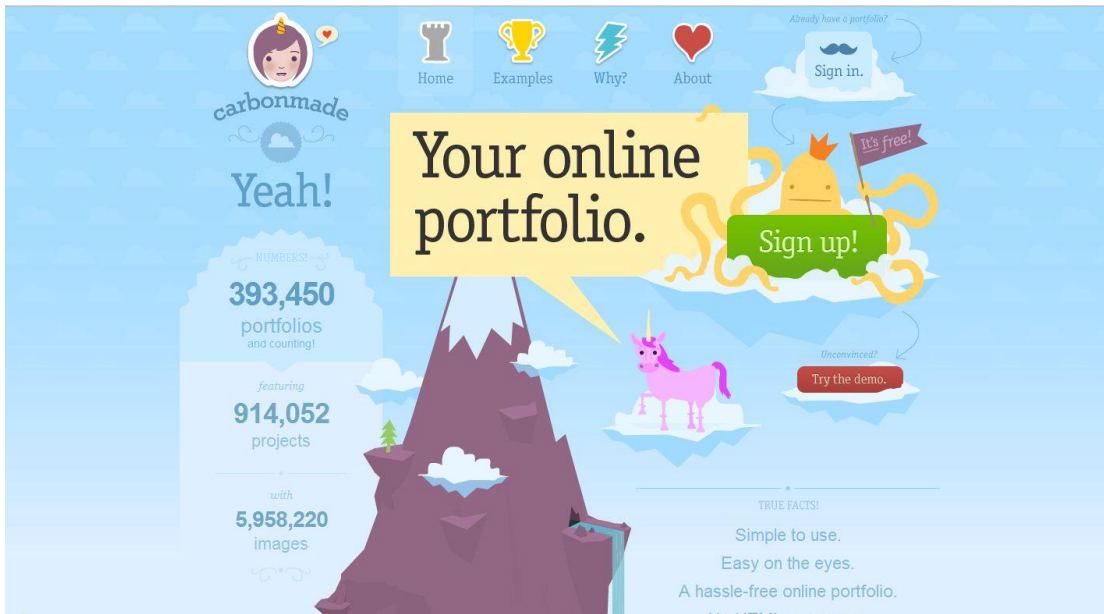 carbonmade
Yeah!
NUMBERS!
393,450
portfolios
and counting!
featuring
914,052
projects
with
5,958,220
images
Home
Examples
Why?
About
Your online
portfolio.
Already have a portfolio?
Sign in.
It's free!
Sign up!
Unconvinced?
Try the demo.
TRUE FACTS!
Simple to use.
Easy on the eyes.
A hassle-free online portfolio.